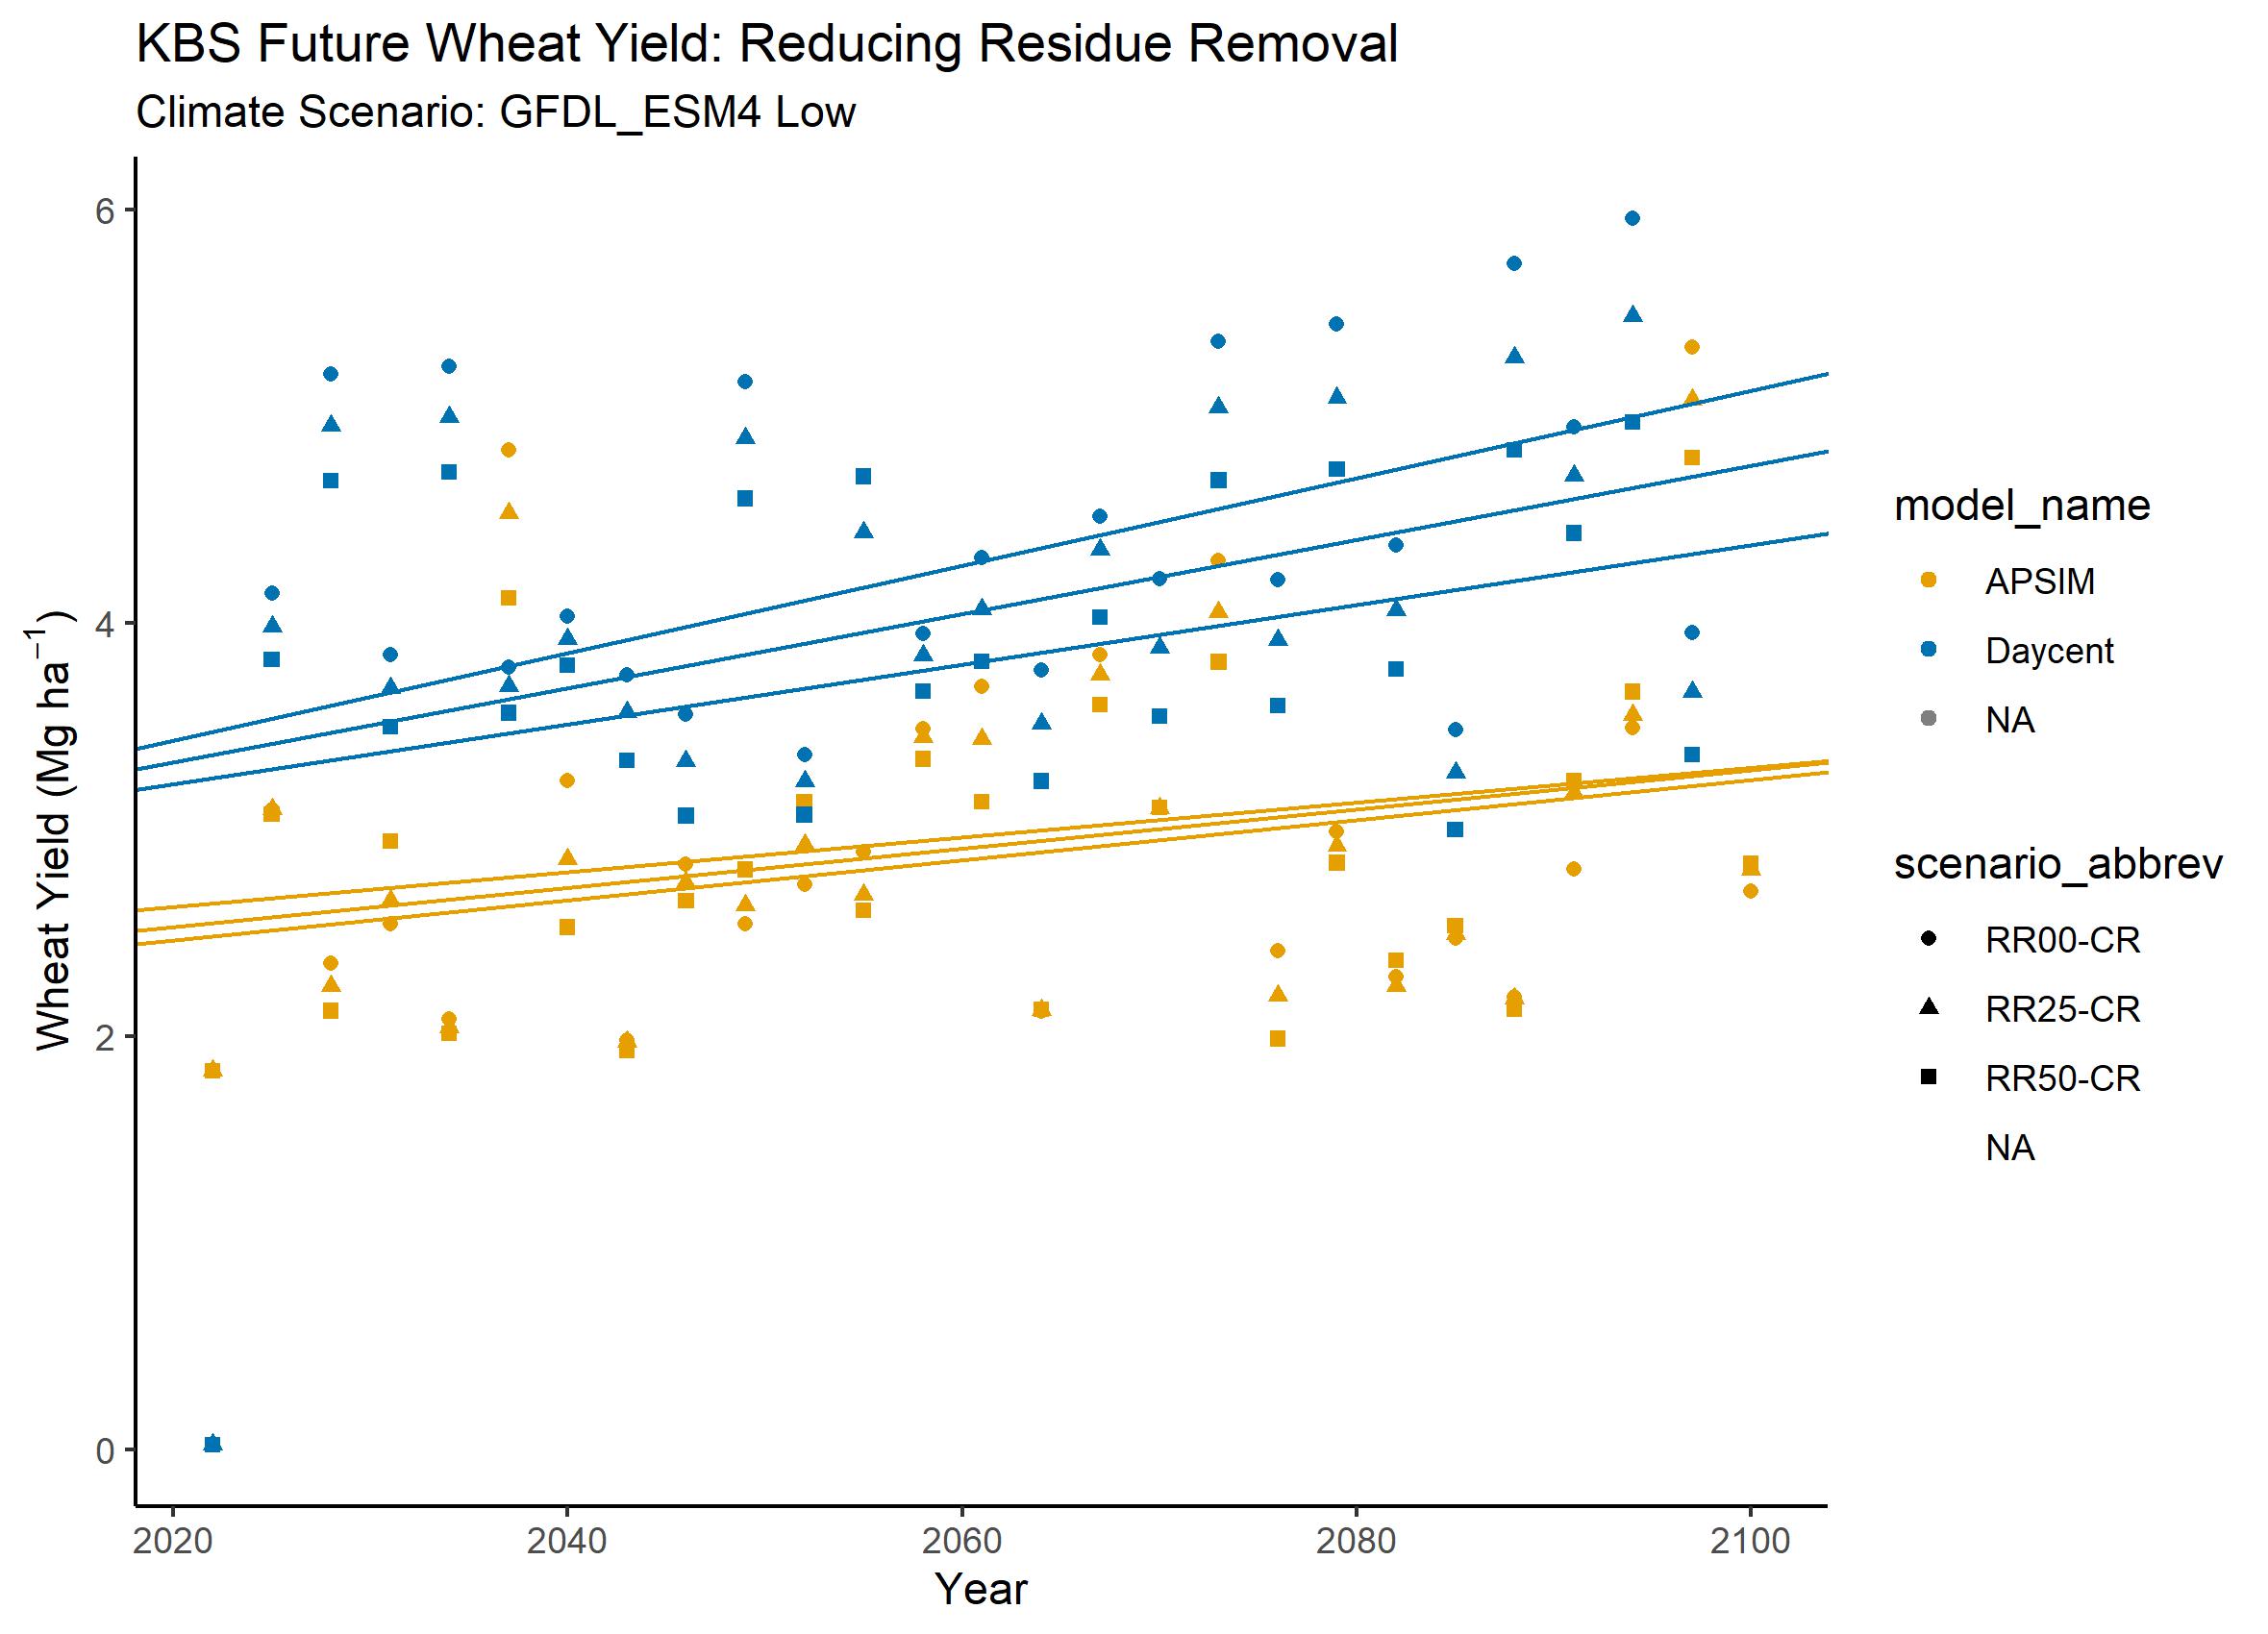 KBS Future Wheat Yield: Reducing Residue Removal
Climate Scenario: GFDL_ESM4 Low
Wheat Yield (Mg ha⁻¹)
6
4
2
0
2020 2040 2060 2080 2100
Year
model_name
APSIM
Daycent
NA
scenario_abbrev
RR00-CR
RR25-CR
RR50-CR
NA